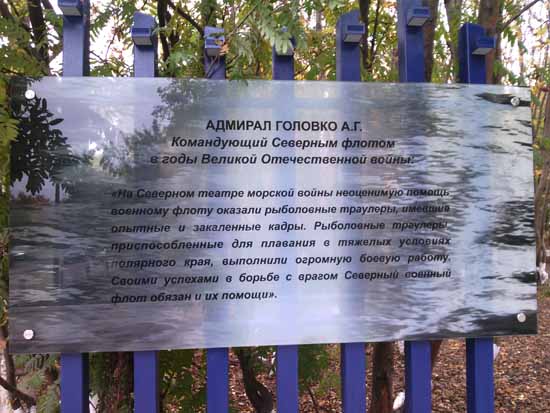 АДМИРАЛ ГОЛОВКО А.Г.
Командующий Северным флотом
в годы Великой Отечественной войны:
«На Северном театре морской войны неоценимую помощь
военному флоту оказали рыболовные траулеры, имевшие
опытные и закаленные кадры. Рыболовные траулеры,
приспособленные для плавания в тяжелых условиях
полярного края, выполнили огромную боевую работу.
Своими успехами в борьбе с врагом Северный военный
флот обязан и их помощи».